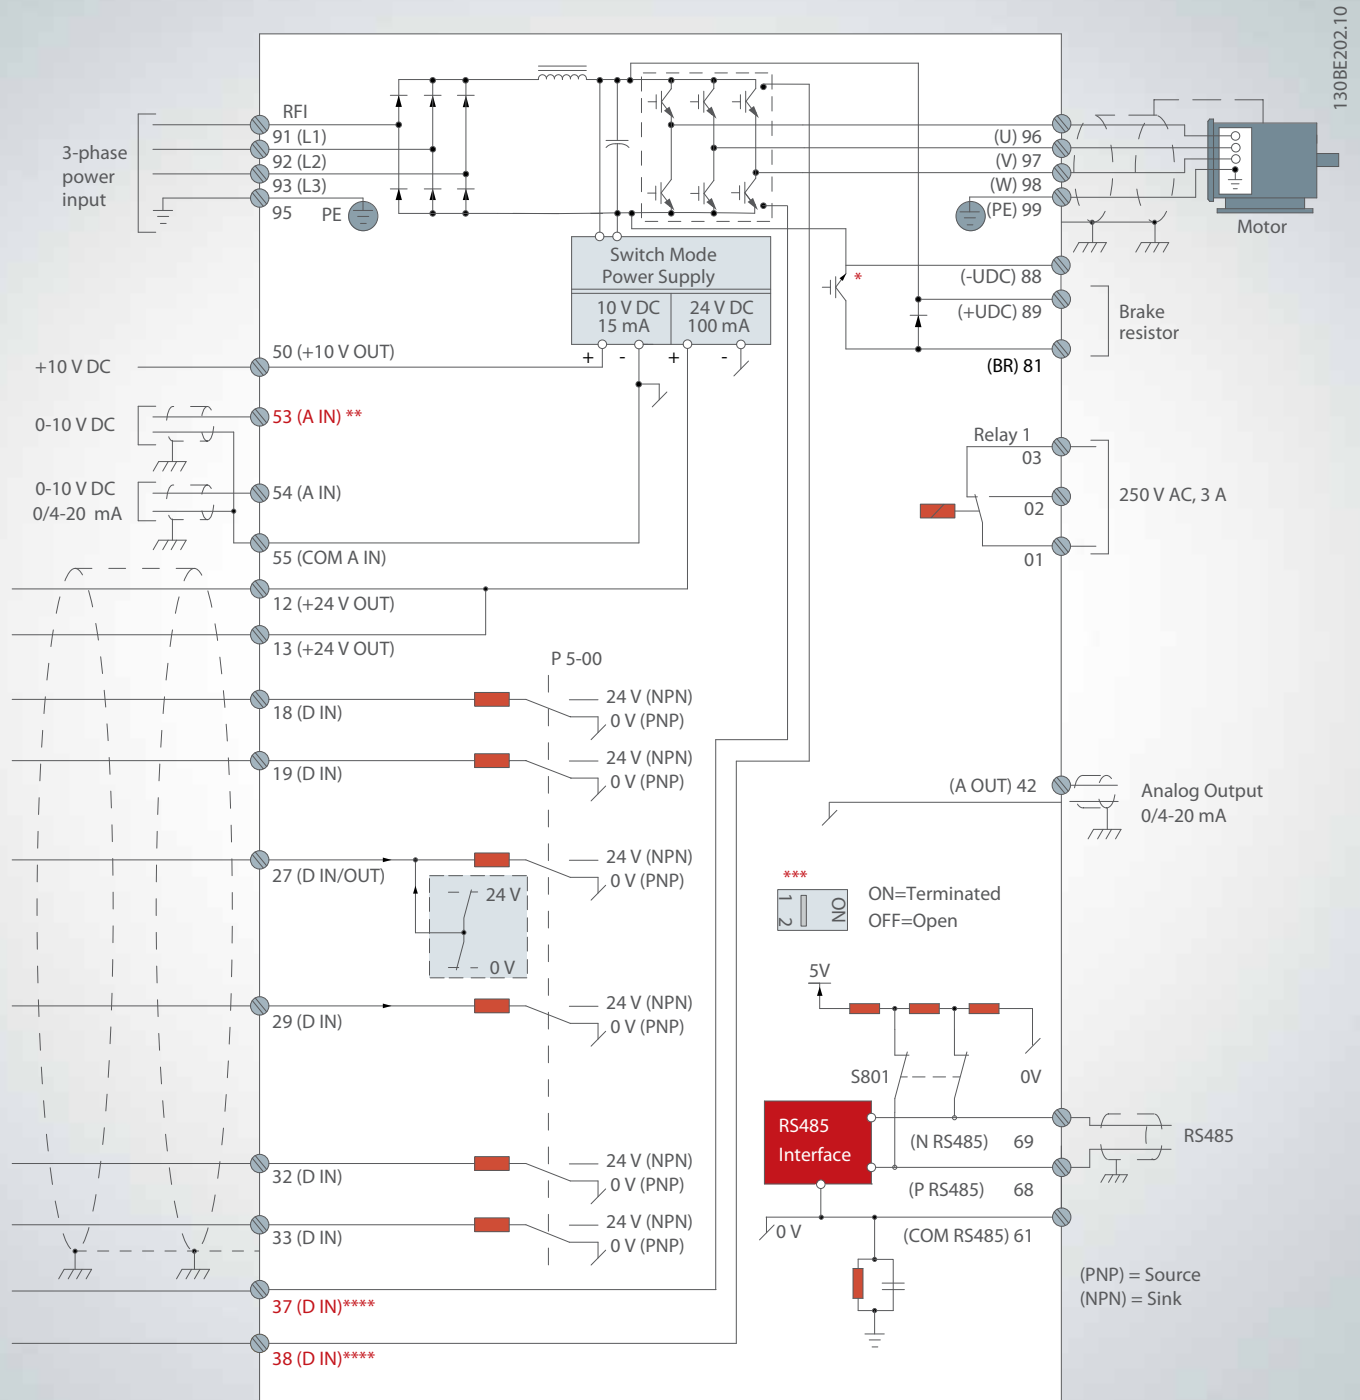 130BE202.10
RFI
91 (L1)
92 (L2)
93 (L3)
95
PE
3-phase
power
input
(U) 96
(V) 97
(W) 98
(PE) 99
Motor
Switch Mode
Power Supply
10 V DC
15 mA
24 V DC
100 mA
+
-
+
-
*
(-UDC) 88
(+UDC) 89
(BR) 81
Brake
resistor
+10 V DC
50 (+10 V OUT)
0-10 V DC
53 (A IN) **
0-10 V DC
0/4-20 mA
54 (A IN)
55 (COM A IN)
Relay 1
03
02
01
250 V AC, 3 A
12 (+24 V OUT)
13 (+24 V OUT)
P 5-00
18 (D IN)
24 V (NPN)
0 V (PNP)
19 (D IN)
24 V (NPN)
0 V (PNP)
(A OUT) 42
Analog Output
0/4-20 mA
27 (D IN/OUT)
24 V (NPN)
0 V (PNP)
24 V
0 V
***
1
2
ON
ON=Terminated
OFF=Open
29 (D IN)
24 V (NPN)
0 V (PNP)
5V
S801
0V
RS485
Interface
(N RS485) 69
(P RS485) 68
RS485
0 V
(COM RS485) 61
32 (D IN)
24 V (NPN)
0 V (PNP)
33 (D IN)
24 V (NPN)
0 V (PNP)
37 (D IN)****
38 (D IN)****
(PNP) = Source
(NPN) = Sink